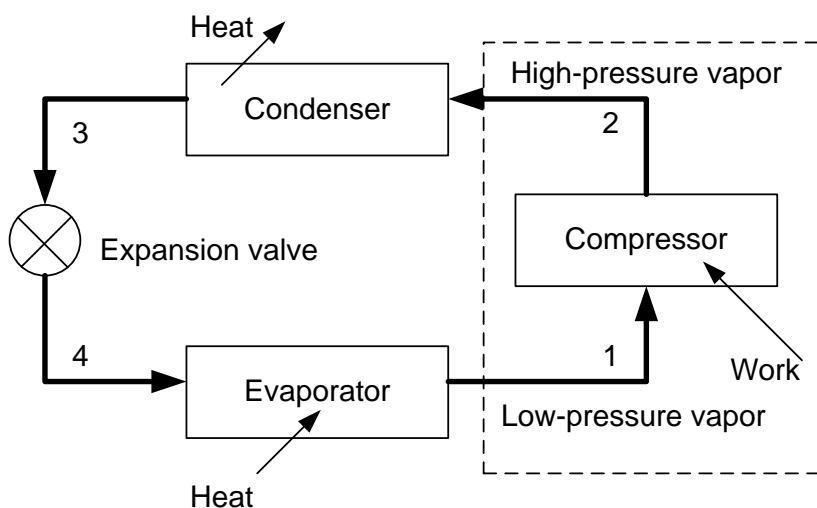 Heat
High-pressure vapor
Condenser
2
3
Compressor
Expansion valve
4
1
Work
Evaporator
Low-pressure vapor
Heat